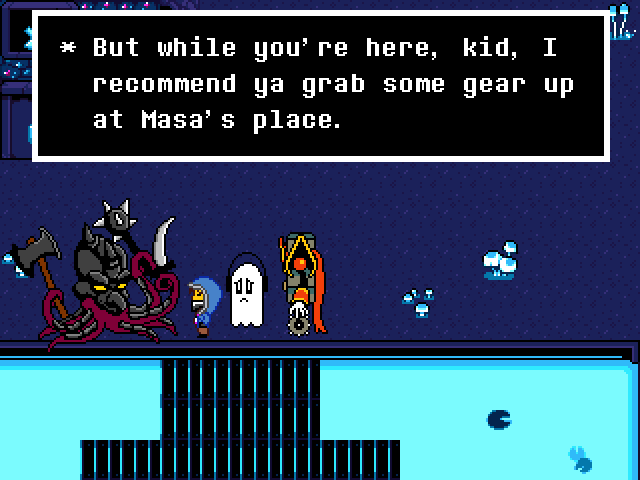 * But while you're here, kid, I
recommend ya grab some gear up
at Masa's place.